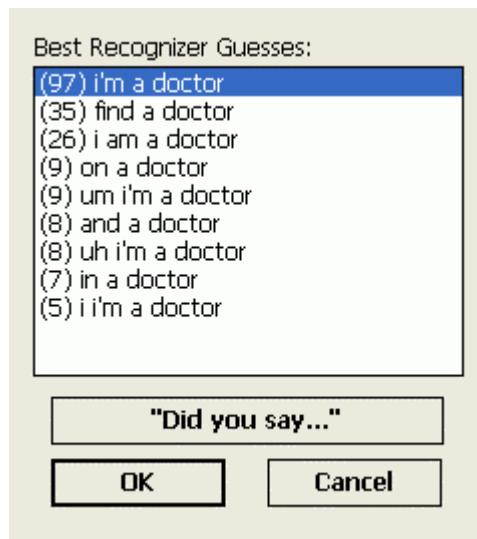 Best Recognizer Guesses:
(97) i'm a doctor
(35) find a doctor
(26) i am a doctor
(9) on a doctor
(9) um i'm a doctor
(8) and a doctor
(8) uh i'm a doctor
(7) in a doctor
(5) i i'm a doctor
"Did you say..."
OK Cancel